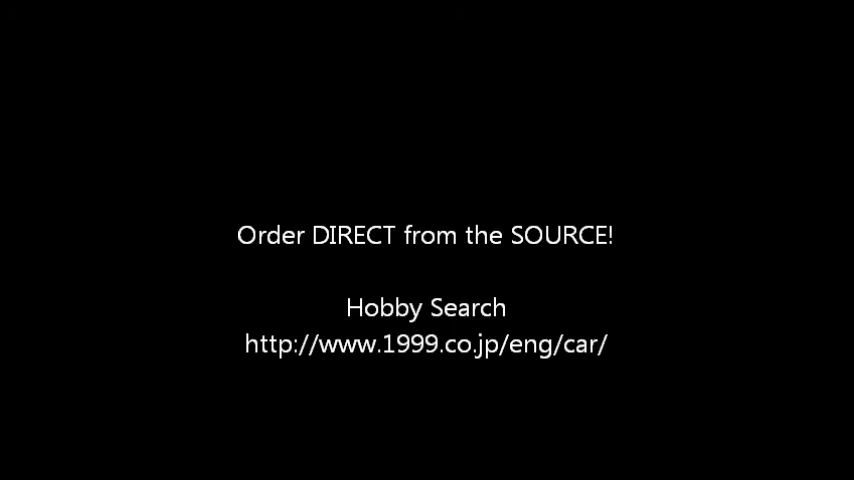 Order DIRECT from the SOURCE!
Hobby Search
http://www.1999.co.jp/eng/car/